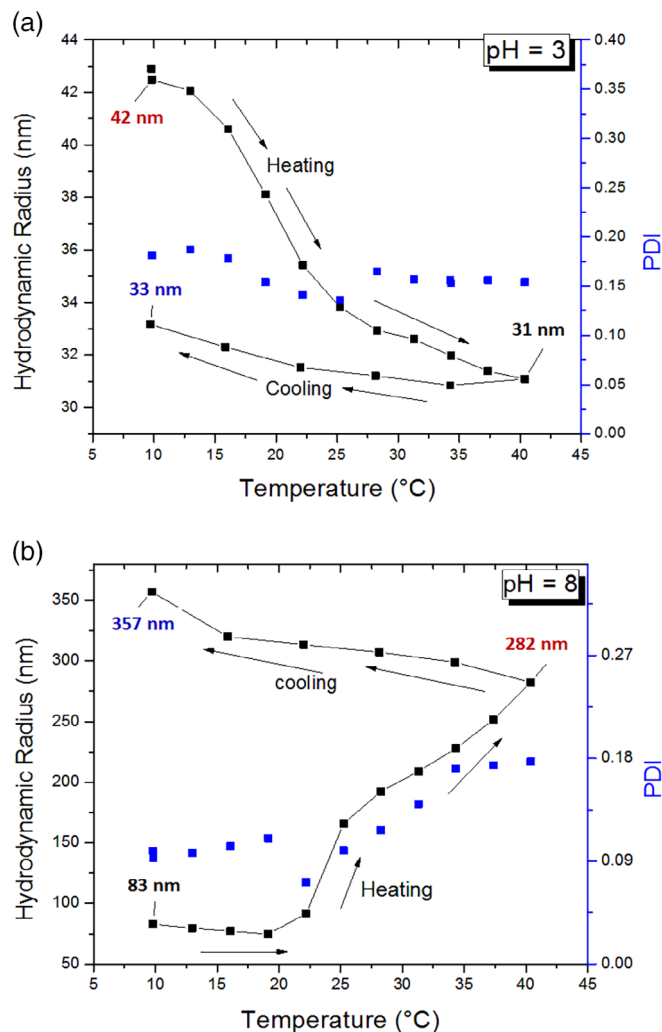 (a)
pH = 3
Hydrodynamic Radius (nm)
44
42
40
38
36
34
32
30
42 nm
Heating
33 nm
31 nm
Cooling
0.40
0.35
0.30
0.25
0.20
0.15
0.10
0.05
0.00
PDI
5 10 15 20 25 30 35 40 45
Temperature (°C)
(b)
pH = 8
Hydrodynamic Radius (nm)
350
300
250
200
150
100
50
357 nm
282 nm
cooling
83 nm
Heating
0.27
0.18
0.09
0.00
PDI
5 10 15 20 25 30 35 40 45
Temperature (°C)